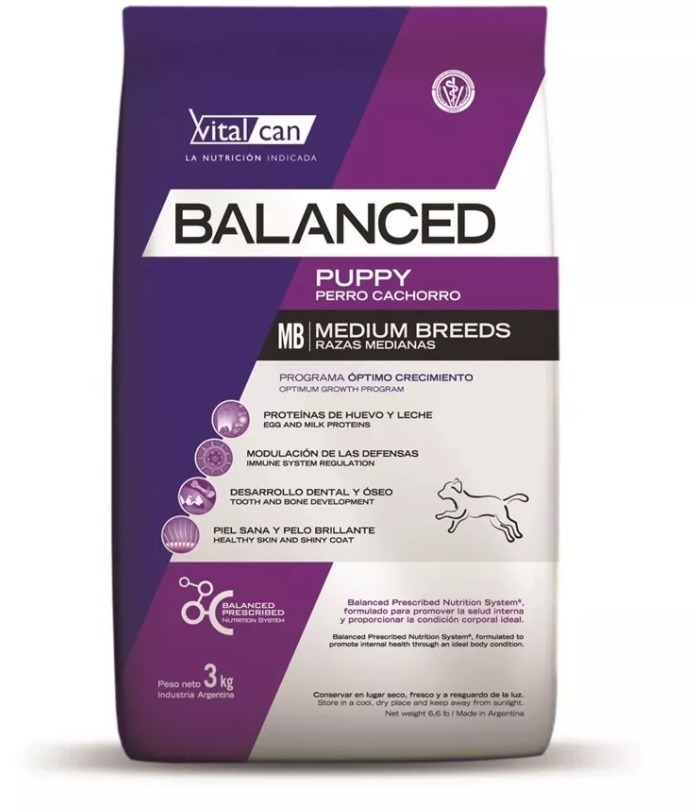 Vital can
LA NUTRICIÓN INDICADA
BALANCED
PUPPY
PERRO CACHORRO
MB MEDIUM BREEDS
RAZAS MEDIANAS
PROGRAMA ÓPTIMO CRECIMIENTO
OPTIMUM GROWTH PROGRAM
PROTEÍNAS DE HUEVO Y LECHE
EGG AND MILK PROTEINS
MODULACIÓN DE LAS DEFENSAS
IMMUNE SYSTEM REGULATION
DESARROLLO DENTAL Y ÓSEO
TOOTH AND BONE DEVELOPMENT
PIEL SANA Y PELO BRILLANTE
HEALTHY SKIN AND SHINY COAT
BALANCED
PRESCRIBED
NUTRITION SYSTEM
Balanced Prescribed Nutrition System®,
formulado para promover la salud interna
y proporcionar la condición corporal ideal.
Balanced Prescribed Nutrition System®, formulated to
promote internal health through an ideal body condition.
Peso neto 3 kg
Industria Argentina
Conservar en lugar seco, fresco y a resguardo de la luz.
Store in a cool, dry place and keep away from sunlight.
Net weight 6,6 lb / Made in Argentina